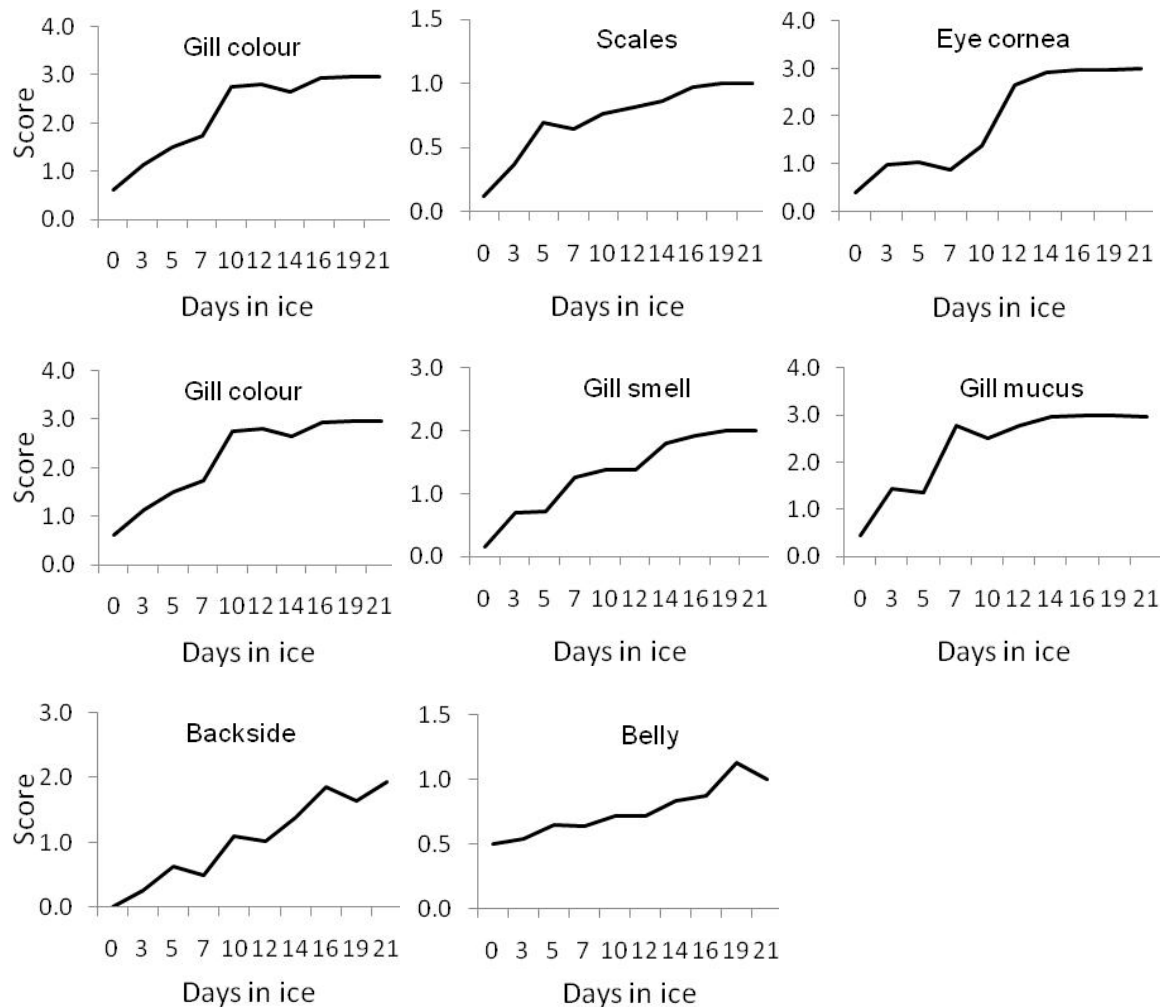 Gill colour
Score
4.0
3.0
2.0
1.0
0.0
0 3 5 7 10 12 14 16 19 21
Days in ice
Scales
1.5
1.0
0.5
0.0
0 3 5 7 10 12 14 16 19 21
Days in ice
Eye cornea
4.0
3.0
2.0
1.0
0.0
0 3 5 7 10 12 14 16 19 21
Days in ice
Gill colour
Score
4.0
3.0
2.0
1.0
0.0
0 3 5 7 10 12 14 16 19 21
Days in ice
Gill smell
3.0
2.0
1.0
0.0
0 3 5 7 10 12 14 16 19 21
Days in ice
Gill mucus
4.0
3.0
2.0
1.0
0.0
0 3 5 7 10 12 14 16 19 21
Days in ice
Backside
Score
3.0
2.0
1.0
0.0
0 3 5 7 10 12 14 16 19 21
Days in ice
Belly
1.5
1.0
0.5
0.0
0 3 5 7 10 12 14 16 19 21
Days in ice